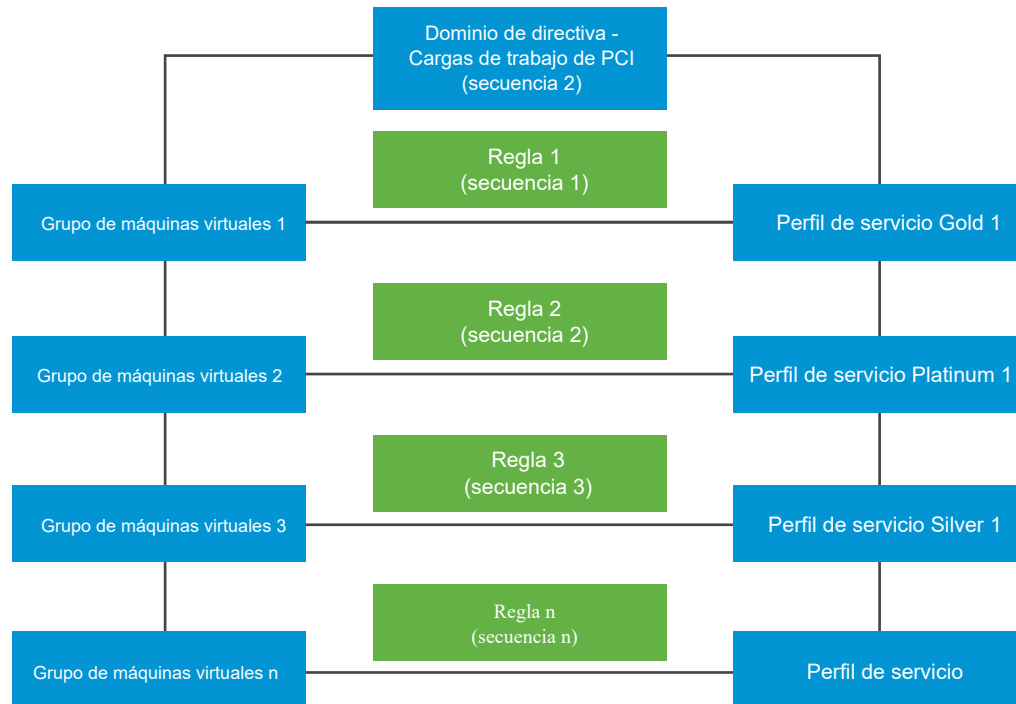 Dominio de directiva -
Cargas de trabajo de PCI
(secuencia 2)
Regla 1
(secuencia 1)
Grupo de máquinas virtuales 1
Perfil de servicio Gold 1
Regla 2
(secuencia 2)
Grupo de máquinas virtuales 2
Perfil de servicio Platinum 1
Regla 3
(secuencia 3)
Grupo de máquinas virtuales 3
Perfil de servicio Silver 1
Regla n
(secuencia n)
Grupo de máquinas virtuales n
Perfil de servicio